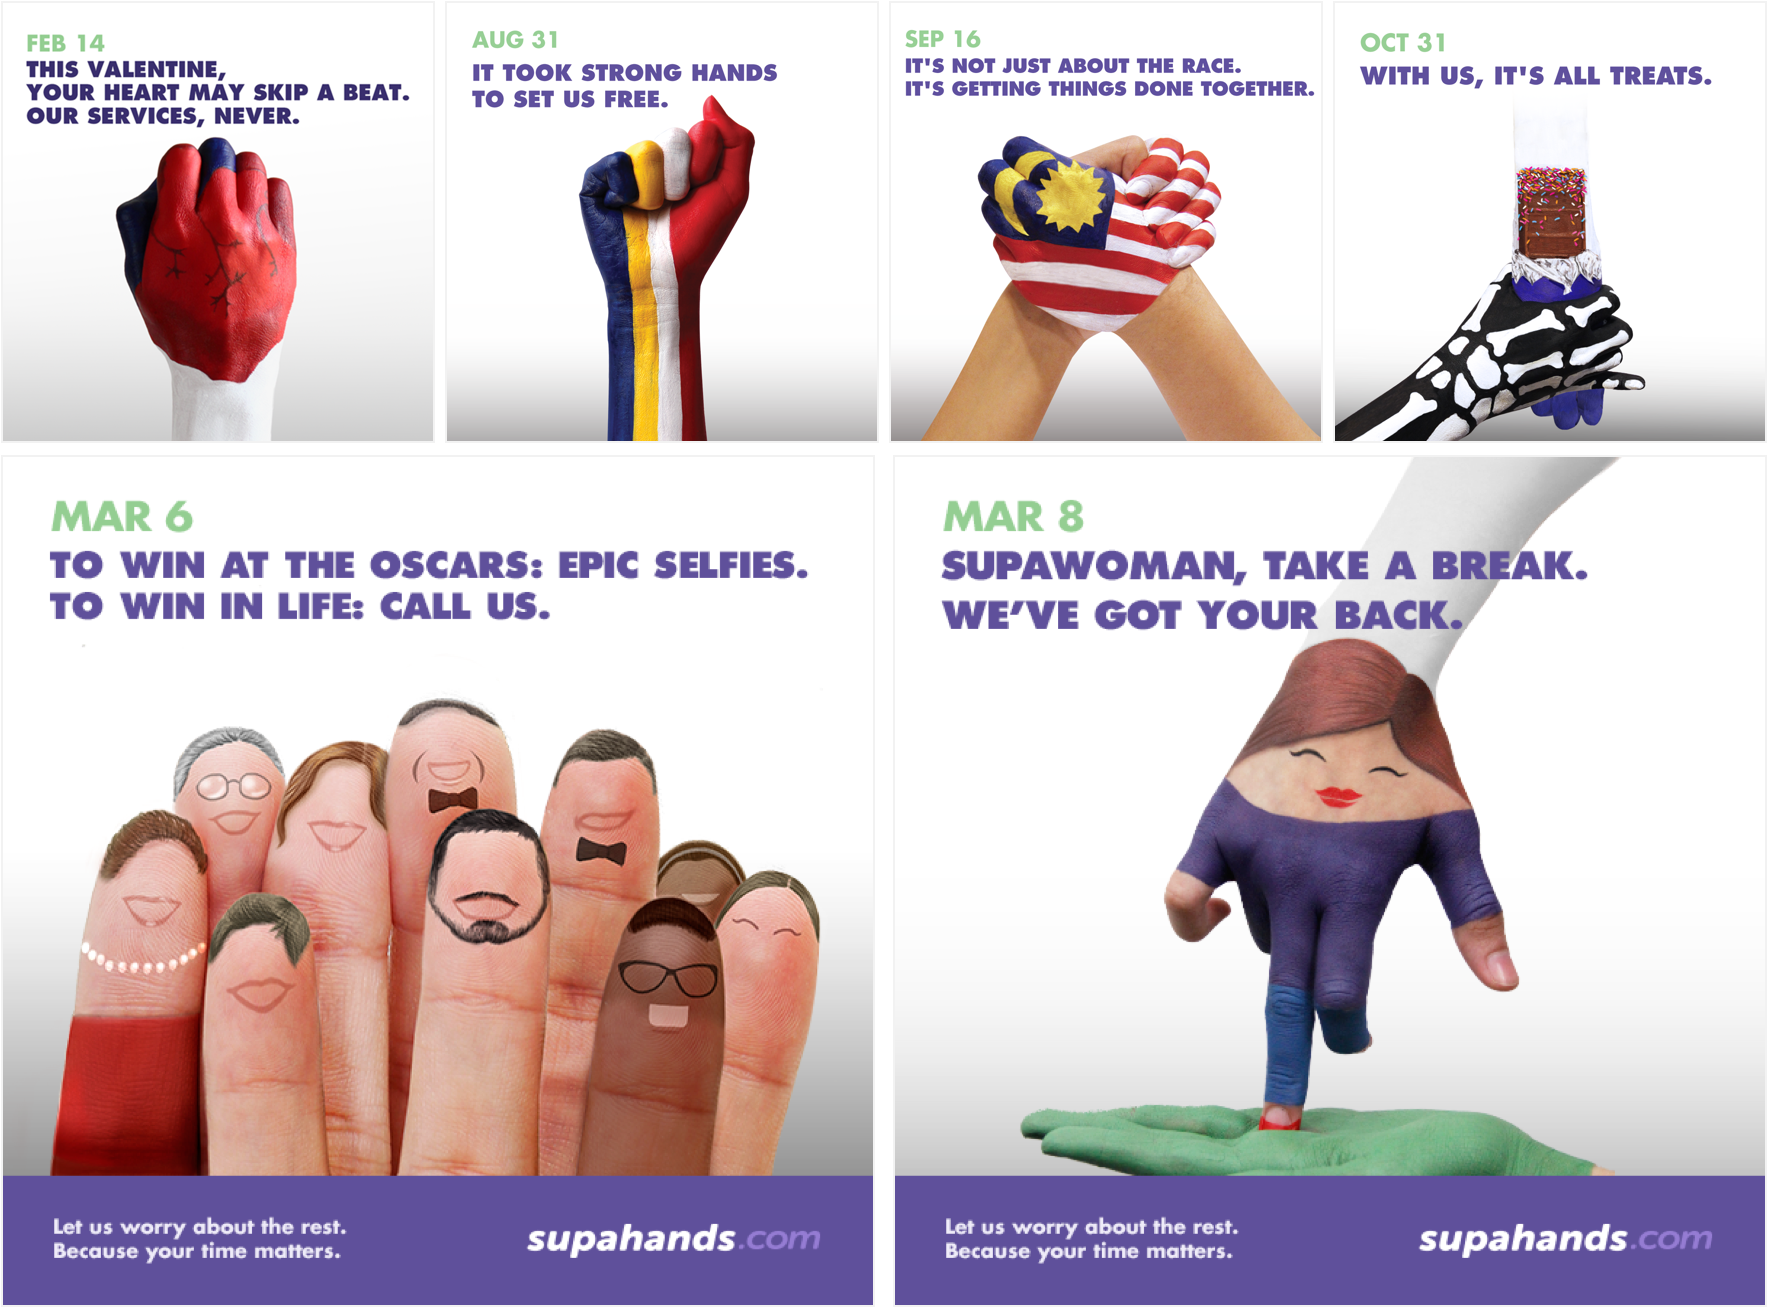 FEB 14
THIS VALENTINE,
YOUR HEART MAY SKIP A BEAT.
OUR SERVICES, NEVER.
AUG 31
IT TOOK STRONG HANDS
TO SET US FREE.
SEP 16
IT'S NOT JUST ABOUT THE RACE.
IT'S GETTING THINGS DONE TOGETHER.
OCT 31
WITH US, IT'S ALL TREATS.
MAR 6
TO WIN AT THE OSCARS: EPIC SELFIES.
TO WIN IN LIFE: CALL US.
Let us worry about the rest.
Because your time matters.
supahands.com
MAR 8
SUPAWOMAN, TAKE A BREAK.
WE'VE GOT YOUR BACK.
Let us worry about the rest.
Because your time matters.
supahands.com